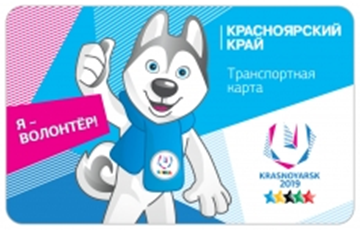 КРАСНОЯРСКИЙ
КРАЙ
Транспортная
карта
Я –
ВОЛОНТЁР!
KRASNOYARSK
2019